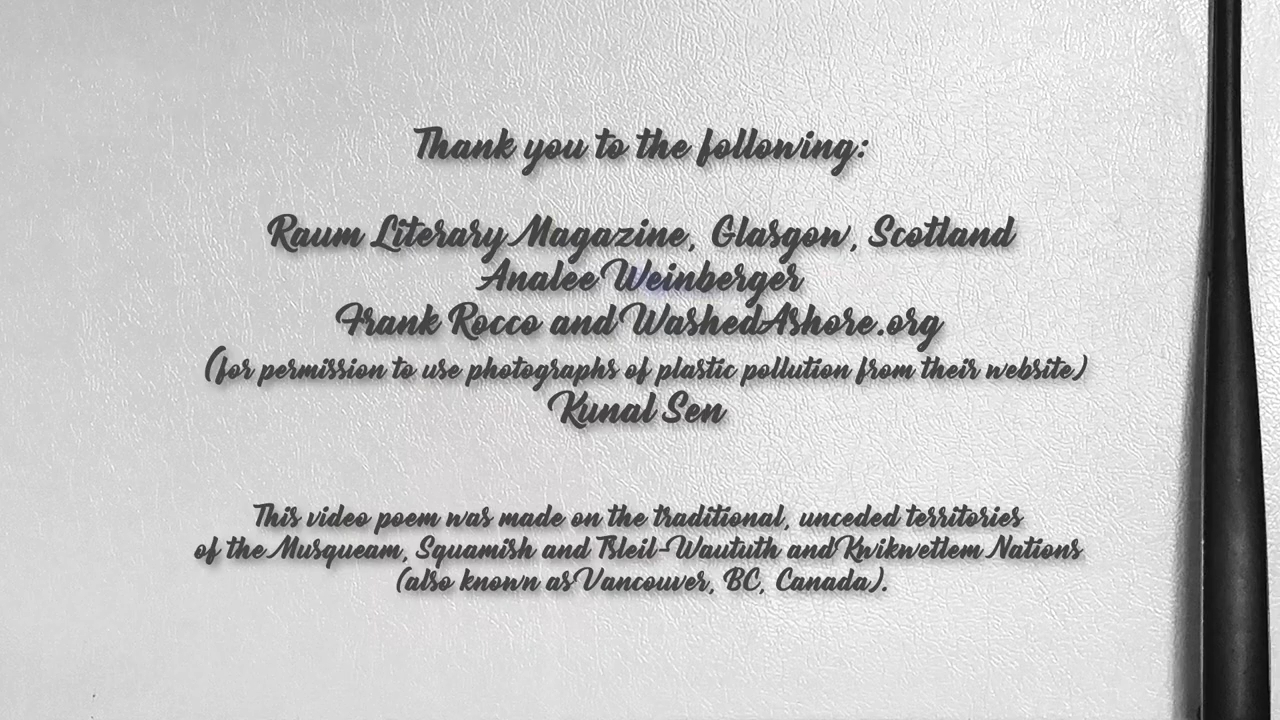 Thank you to the following:
Raum Literary Magazine, Glasgow, Scotland
Analee Weinberger
Frank Rocco and WashedAshore.org
(for permission to use photographs of plastic pollution from their website)
Kunal Sen
This video poem was made on the traditional, unceded territories
of the Musqueam, Squamish and Tsleil-Waututh and Kwikwetlem Nations
(also known as Vancouver, BC, Canada).